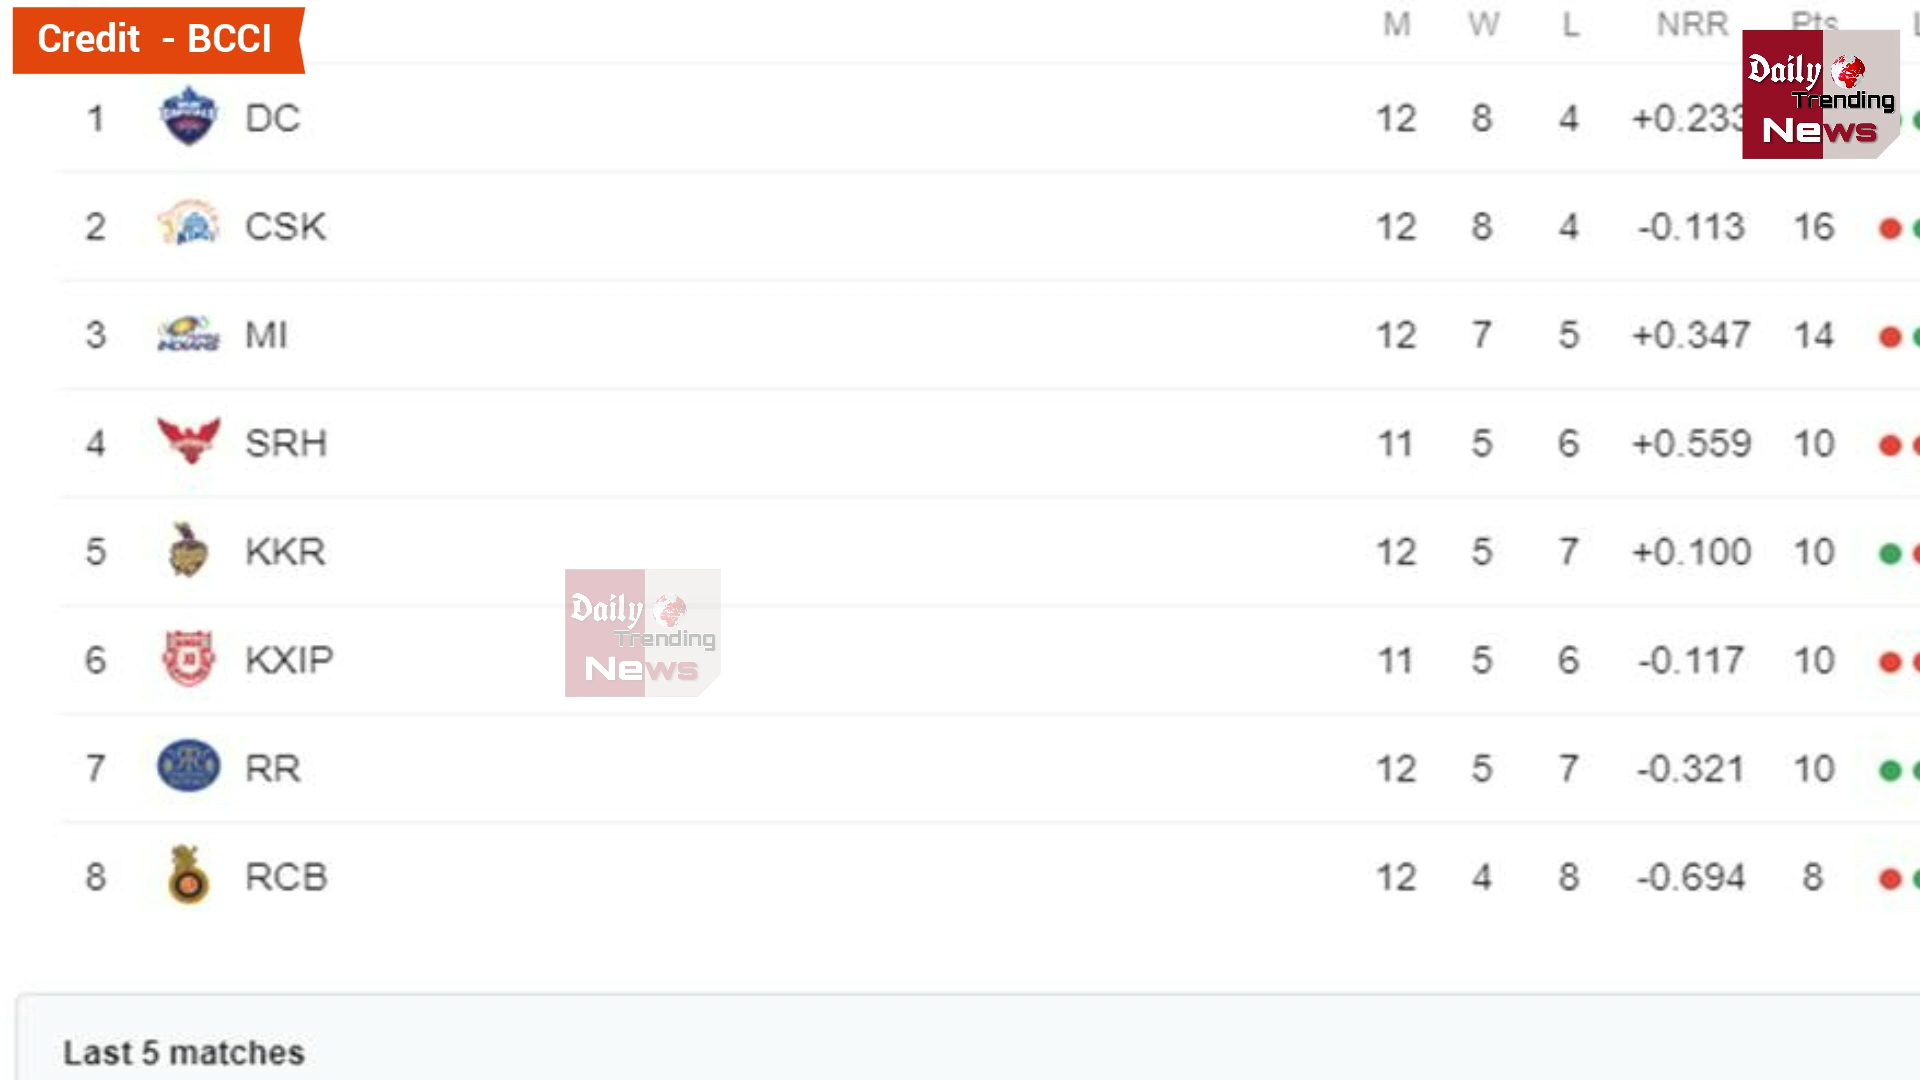 Credit - BCCI
M W L NRR Pts
1 DC 12 8 4 +0.233
2 CSK 12 8 4 -0.113 16
3 MI 12 7 5 +0.347 14
4 SRH 11 5 6 +0.559 10
5 KKR 12 5 7 +0.100 10
6 KXIP 11 5 6 -0.117 10
7 RR 12 5 7 -0.321 10
8 RCB 12 4 8 -0.694 8
Daily
Trending
News
Daily
Trending
News
Last 5 matches